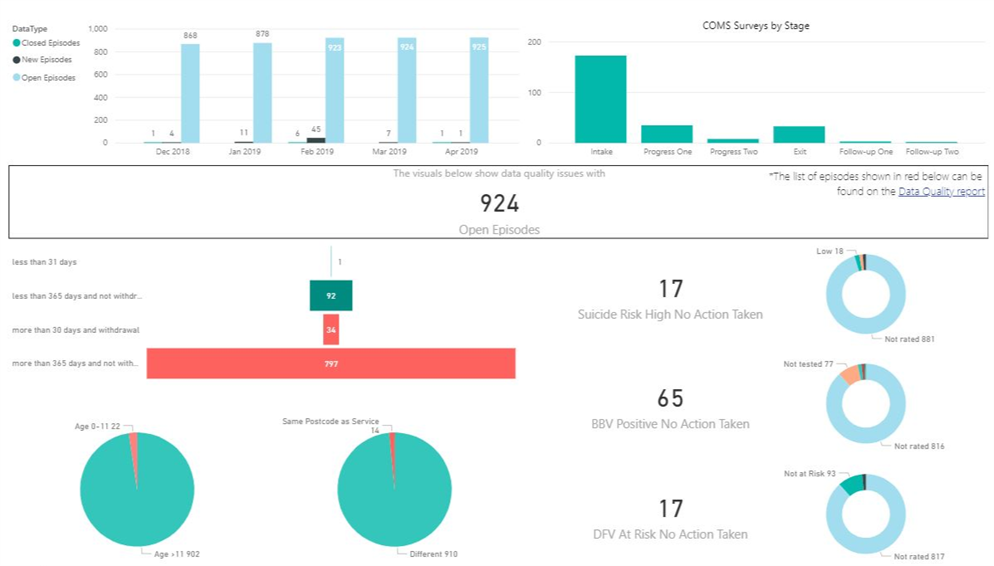 DataType
Closed Episodes
New Episodes
Open Episodes
1,000
800
600
400
200
0
1 4 868
11 878
6 45 923
7 924
1 1 925
Dec 2018 Jan 2019 Feb 2019 Mar 2019 Apr 2019
COMS Surveys by Stage
200
100
0
Intake Progress One Progress Two Exit Follow-up One Follow-up Two
The visuals below show data quality issues with
924
Open Episodes
*The list of episodes shown in red below can be
found on the Data Quality report
less than 31 days 1
less than 365 days and not withdr... 92
more than 30 days and withdrawal 34
more than 365 days and not with... 797
17
Suicide Risk High No Action Taken
Low 18
Not rated 881
65
BBV Positive No Action Taken
Not tested 77
Not rated 816
17
DFV At Risk No Action Taken
Not at Risk 93
Not rated 817
Age 0-11 22
Age >11 902
Same Postcode as Service
14
Different 910